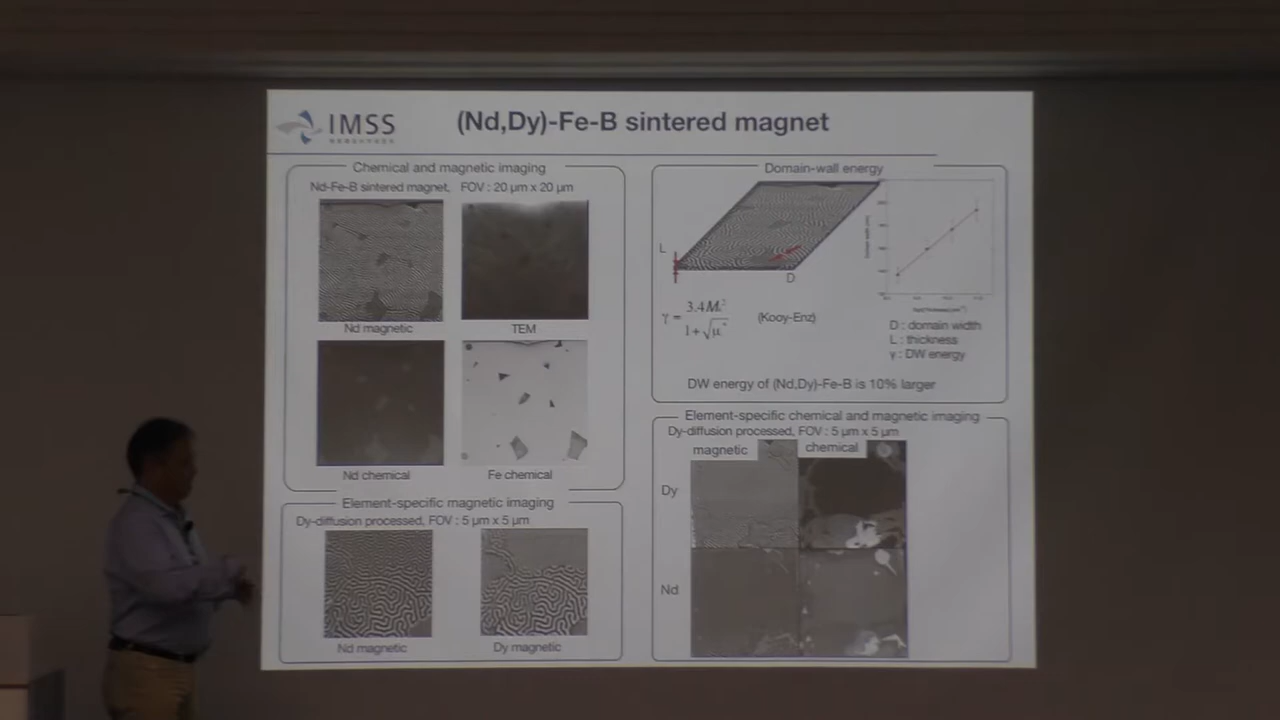 IMSS
(Nd,Dy)-Fe-B sintered magnet
Chemical and magnetic imaging
Nd-Fe-B sintered magnet, FOV : 20 μm x 20 μm
Nd magnetic
TEM
Nd chemical
Fe chemical
Element-specific magnetic imaging
Dy-diffusion processed, FOV : 5 μm x 5 μm
Nd magnetic
Dy magnetic
Domain-wall energy
L
D
(Kooy-Enz)
D : domain width
L : thickness
γ : DW energy
DW energy of (Nd,Dy)-Fe-B is 10% larger
Element-specific chemical and magnetic imaging
Dy-diffusion processed, FOV : 5 μm x 5 μm
magnetic
chemical
Dy
Nd